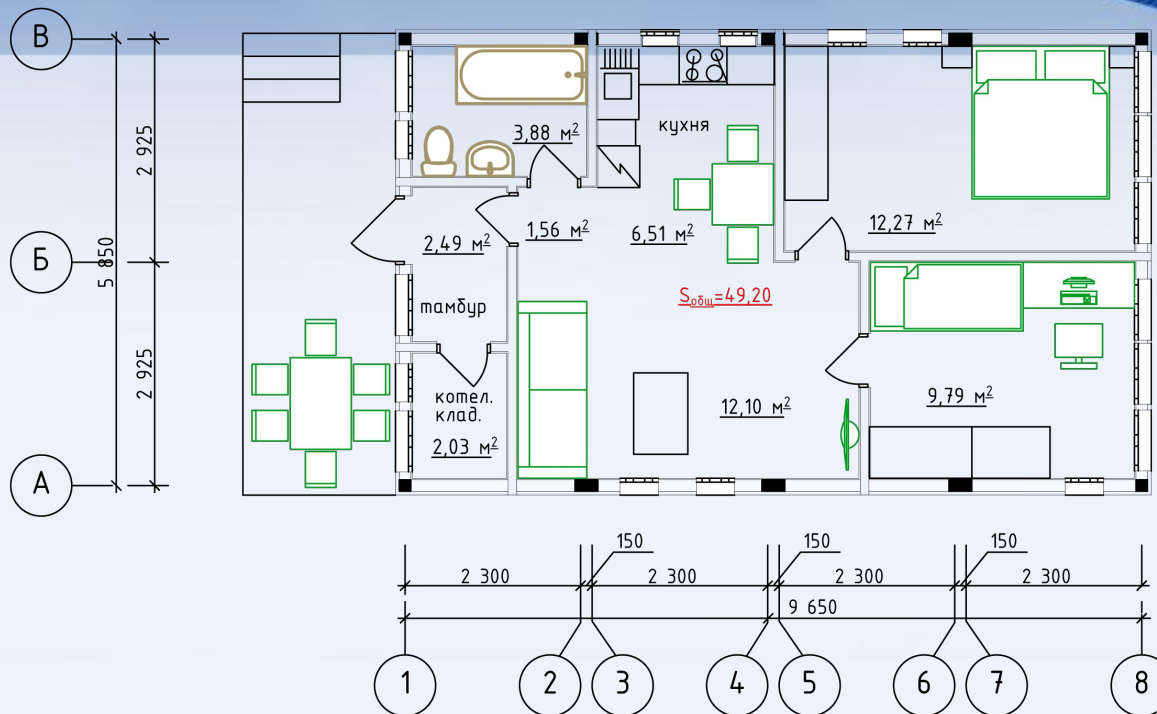 В
2 925
3,88 м²
кухня
12,27 м²
2,49 м²
1,56 м²
6,51 м²
Б
5 850
Sобщ=49,20
тамбур
2 925
котел.
клад.
2,03 м²
12,10 м²
9,79 м²
А
150
150
150
2 300
2 300
2 300
2 300
9 650
1
2
3
4
5
6
7
8